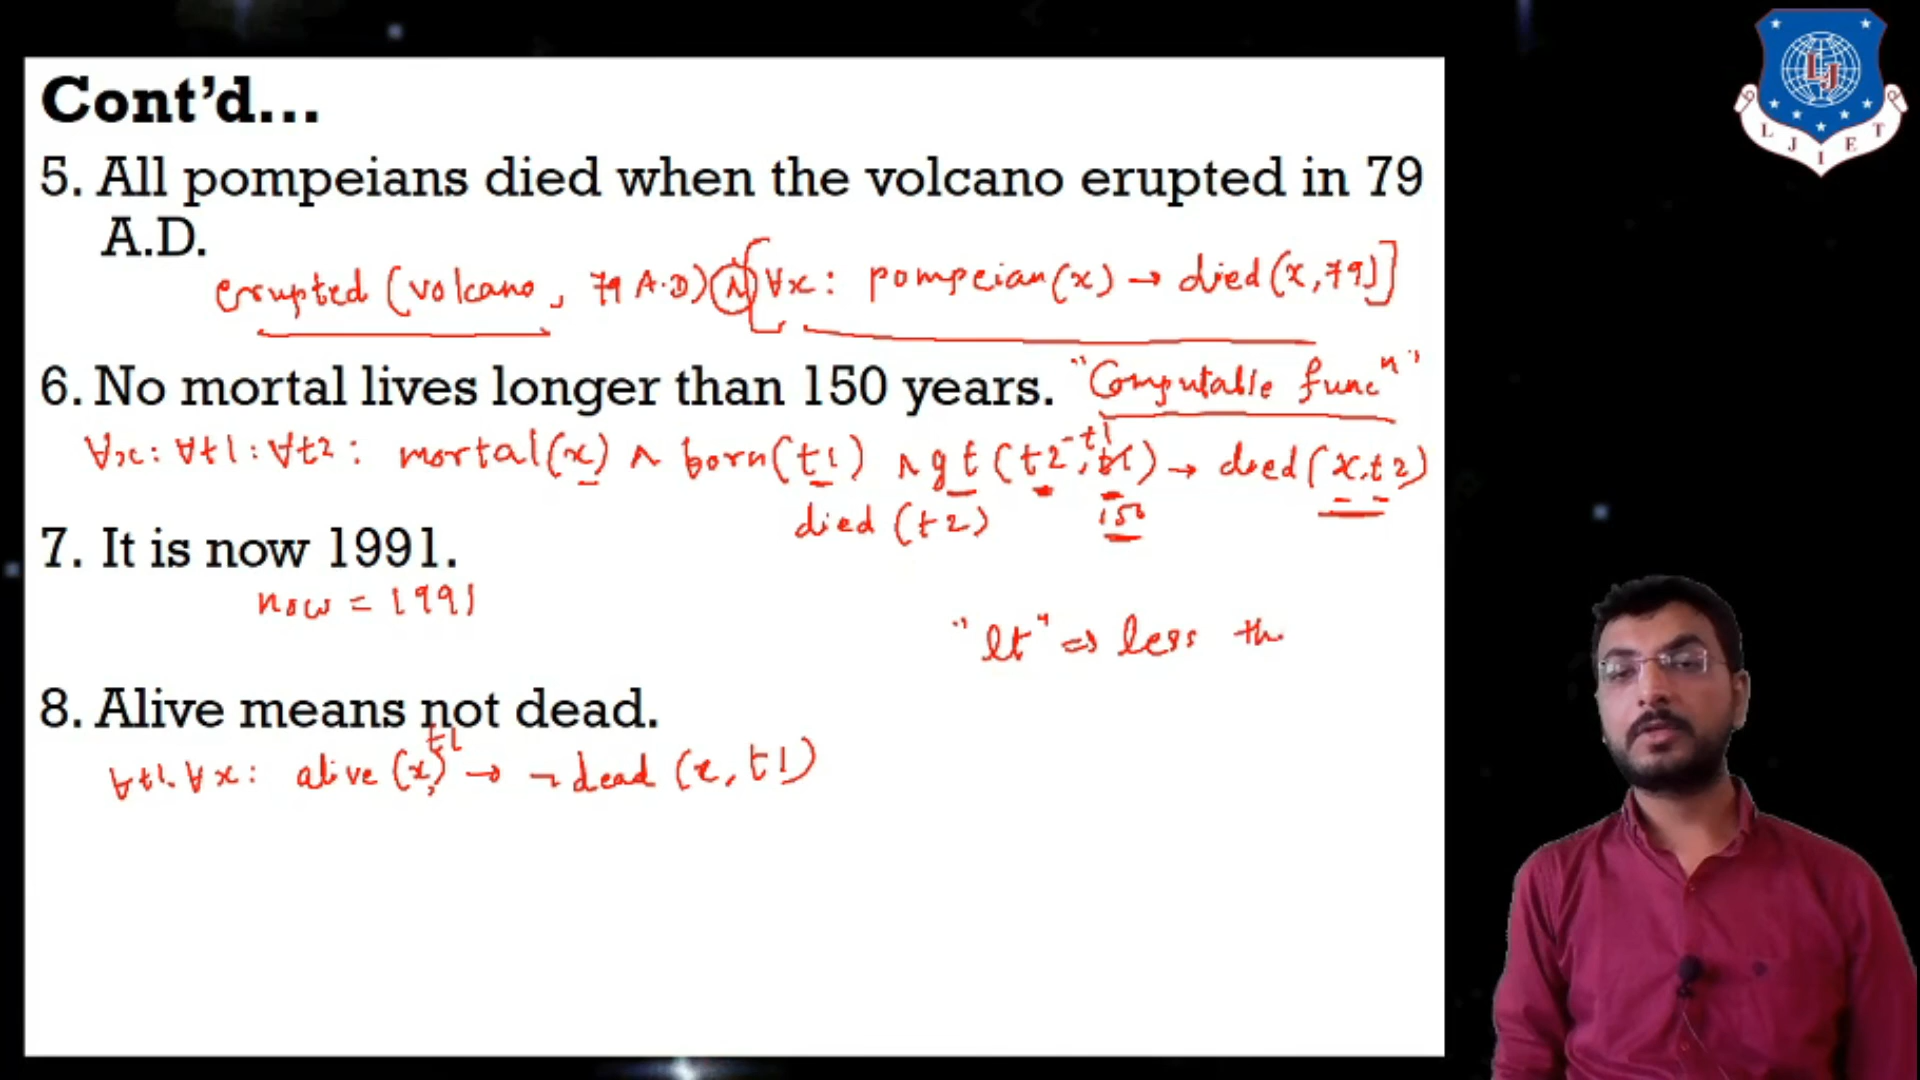 Cont’d...
5. All pompeians died when the volcano erupted in 79
A.D.
erupted (volcano, 79 A.D) ∧ [∀x: pompeian(x) → died(x,79)]
6. No mortal lives longer than 150 years. "Computable funcⁿ"
∀x: ∀t1: ∀t2: mortal(x) ∧ born(t1) ∧ gt(t2-t1, → died(x,t2)
died (t2) 150
7. It is now 1991.
now = 1991
"lt" ⇒ less th
8. Alive means not dead.
∀t1. ∀x: alive (x, t1) → ¬dead (x, t1)
LJ
L J I E T